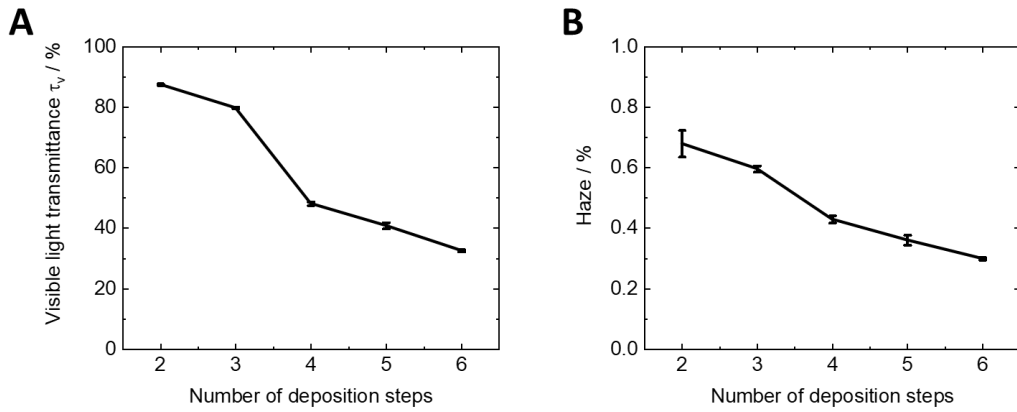 A
Visible light transmittance τv / %
100
80
60
40
20
0
2 3 4 5 6
Number of deposition steps
B
Haze / %
1.0
0.8
0.6
0.4
0.2
0.0
2 3 4 5 6
Number of deposition steps